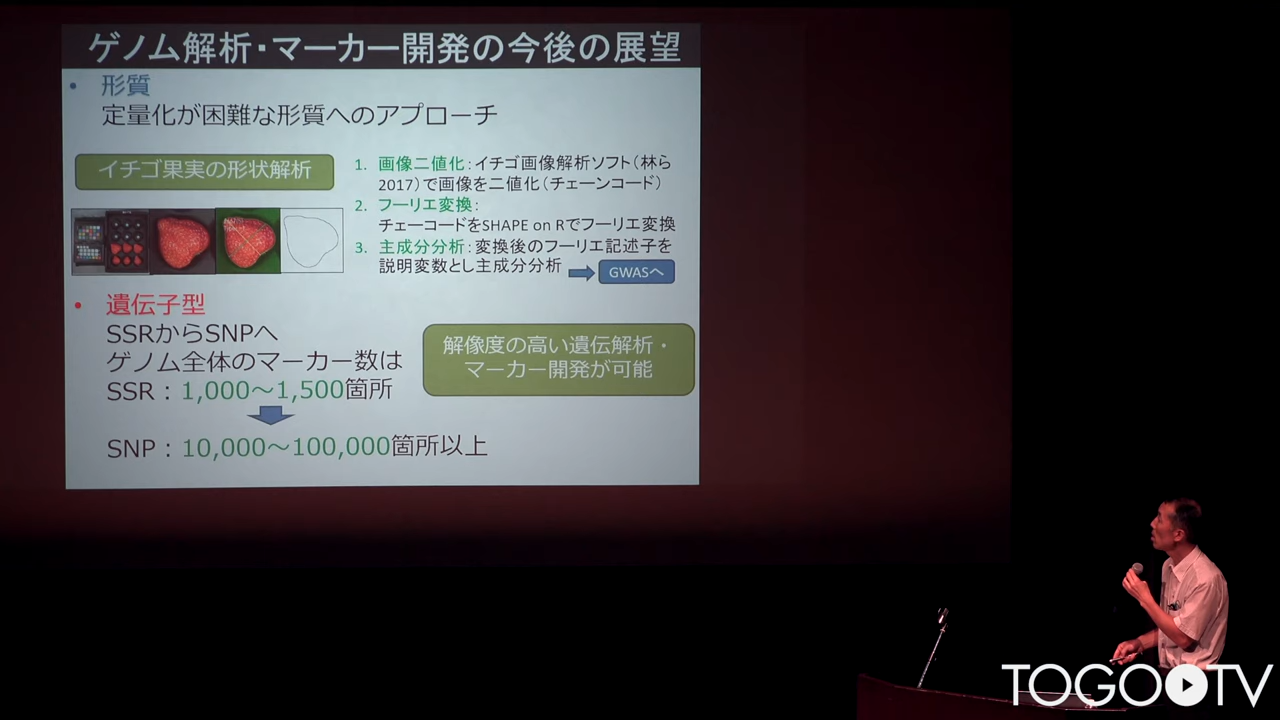 ゲノム解析・マーカー開発の今後の展望
• 形質
定量化が困難な形質へのアプローチ
イチゴ果実の形状解析
1. 画像二値化：イチゴ画像解析ソフト（林ら
2017）で画像を二値化（チェーンコード）
2. フーリエ変換：
チェーコードをSHAPE on Rでフーリエ変換
3. 主成分分析：変換後のフーリエ記述子を
説明変数とし主成分分析
GWASへ
• 遺伝子型
SSRからSNPへ
ゲノム全体のマーカー数は
SSR：1,000～1,500箇所
SNP：10,000～100,000箇所以上
解像度の高い遺伝解析・
マーカー開発が可能
TOGOTV